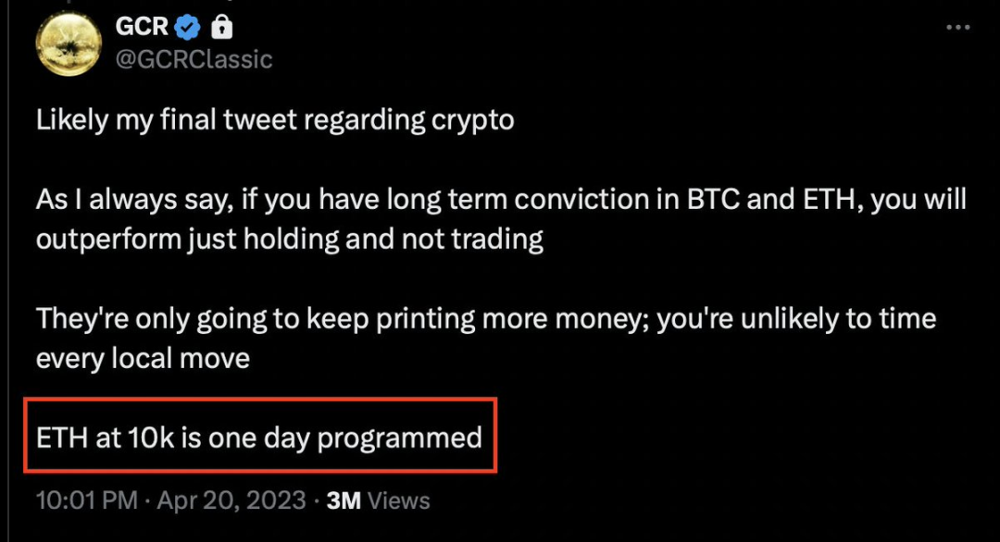 GCR
@GCRClassic
Likely my final tweet regarding crypto
As I always say, if you have long term conviction in BTC and ETH, you will
outperform just holding and not trading
They're only going to keep printing more money; you're unlikely to time
every local move
ETH at 10k is one day programmed
10:01 PM · Apr 20, 2023 · 3M Views